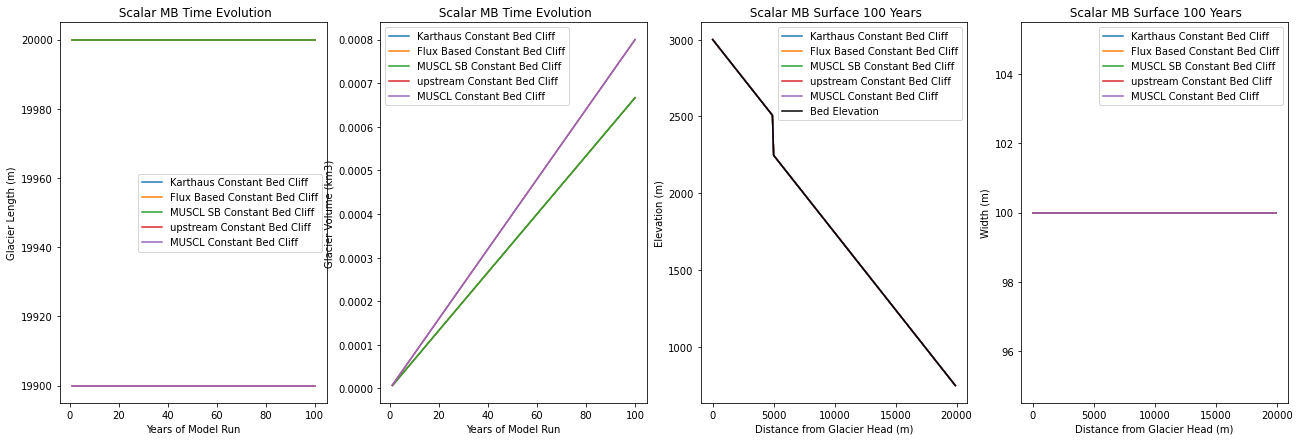 Scalar MB Time Evolution
20000
19980
19960
19940
19920
19900
Glacier Length (m)
Karthaus Constant Bed Cliff
Flux Based Constant Bed Cliff
MUSCL SB Constant Bed Cliff
upstream Constant Bed Cliff
MUSCL Constant Bed Cliff
0 20 40 60 80 100
Years of Model Run
Scalar MB Time Evolution
0.0008
0.0007
0.0006
0.0005
0.0004
0.0003
0.0002
0.0001
0.0000
Glacier Volume (km3)
Karthaus Constant Bed Cliff
Flux Based Constant Bed Cliff
MUSCL SB Constant Bed Cliff
upstream Constant Bed Cliff
MUSCL Constant Bed Cliff
0 20 40 60 80 100
Years of Model Run
Scalar MB Surface 100 Years
3000
2500
2000
1500
1000
Elevation (m)
Karthaus Constant Bed Cliff
Flux Based Constant Bed Cliff
MUSCL SB Constant Bed Cliff
upstream Constant Bed Cliff
MUSCL Constant Bed Cliff
Bed Elevation
0 5000 10000 15000 20000
Distance from Glacier Head (m)
Scalar MB Surface 100 Years
104
102
100
98
96
Width (m)
Karthaus Constant Bed Cliff
Flux Based Constant Bed Cliff
MUSCL SB Constant Bed Cliff
upstream Constant Bed Cliff
MUSCL Constant Bed Cliff
0 5000 10000 15000 20000
Distance from Glacier Head (m)